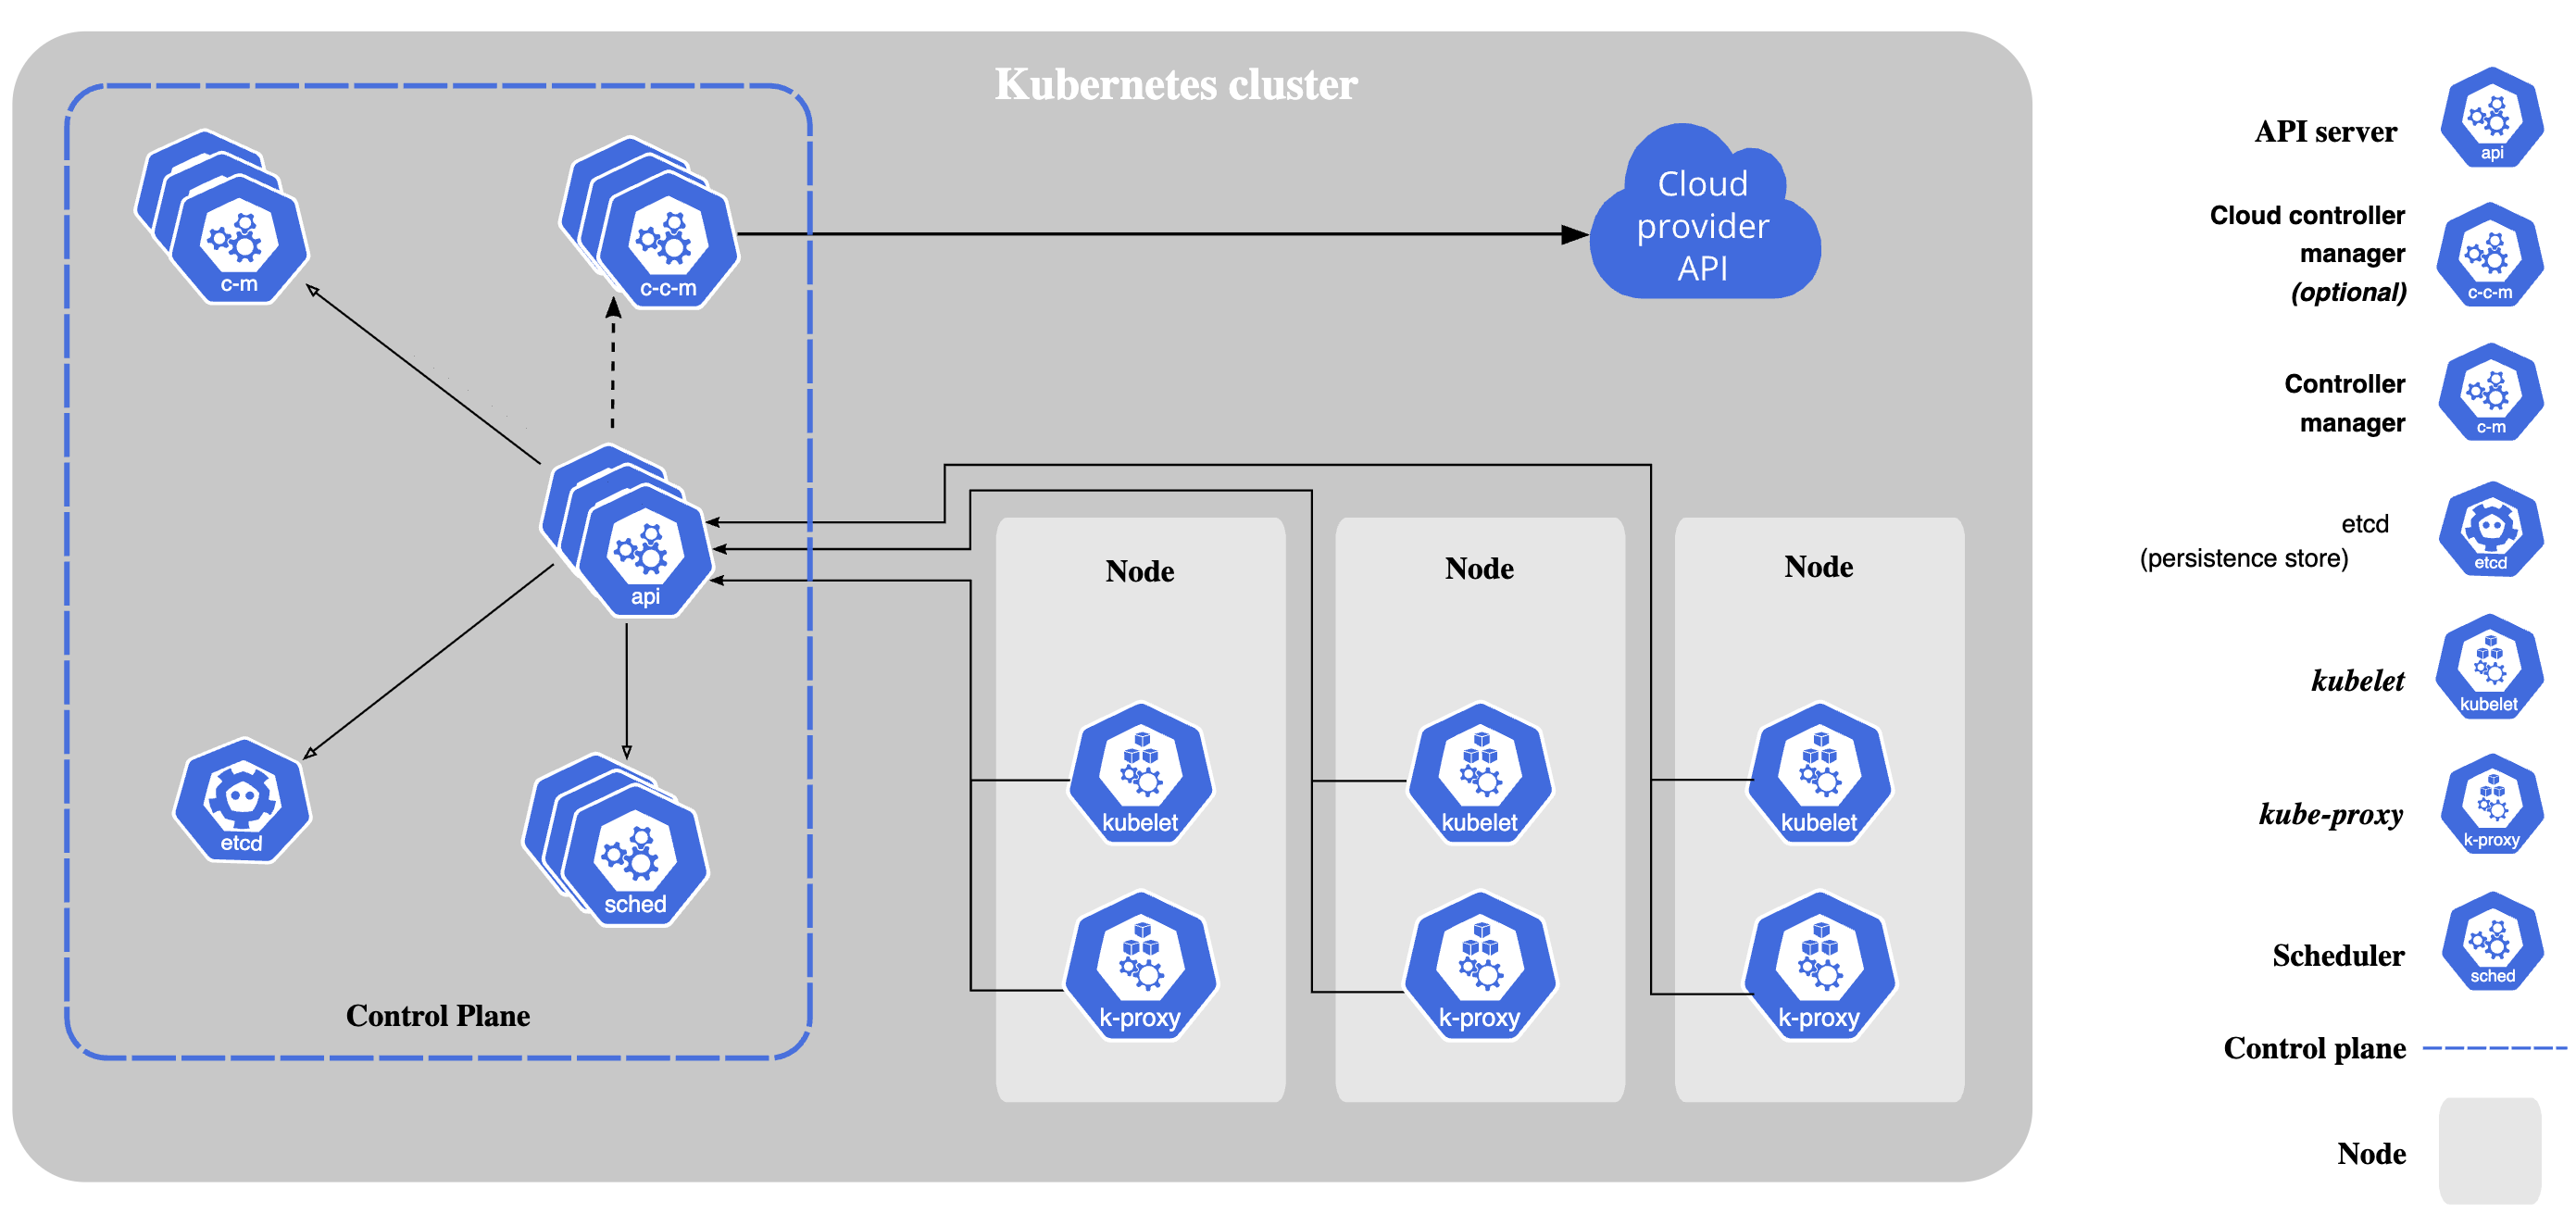 Kubernetes cluster
c-m
c-c-m
Cloud
provider
API
api
etcd
sched
Control Plane
Node
kubelet
k-proxy
Node
kubelet
k-proxy
Node
kubelet
k-proxy
API server
api
Cloud controller
manager
(optional)
c-c-m
Controller
manager
c-m
etcd
(persistence store)
etcd
kubelet
kubelet
kube-proxy
k-proxy
Scheduler
sched
Control plane
Node